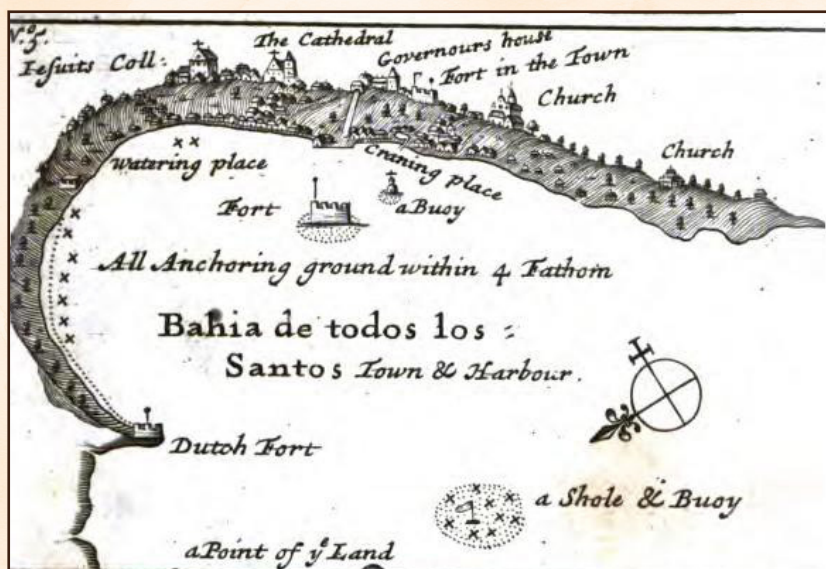 N.º 5.
Iesuits Coll:
The Cathedral
Governours house
Fort in the Town
Church
Church
Watering place
Craning place
Fort
a Buoy
All Anchoring ground within 4 Fathom
Bahia de todos los :
Santos Town & Harbour.
Dutch Fort
a Shole & Buoy
a Point of yͤ Land